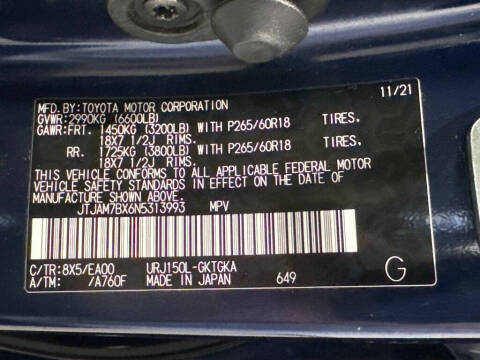 MFD.BY:TOYOTA MOTOR CORPORATION 11/21
GVWR:2990KG (6600LB)
GAWR:FRT. 1450KG (3200LB) WITH P265/60R18 TIRES.
18X7 1/2J RIMS.
RR. 1725KG (3800LB) WITH P265/60R18 TIRES.
18X7 1/2J RIMS.
THIS VEHICLE CONFORMS TO ALL APPLICABLE FEDERAL MOTOR
VEHICLE SAFETY STANDARDS IN EFFECT ON THE DATE OF
MANUFACTURE SHOWN ABOVE.
JTJAM7BX6N5313993 MPV
C/TR:8X5/EA00 URJ150L-GKTGKA
A/TM: /A760F MADE IN JAPAN 649 G